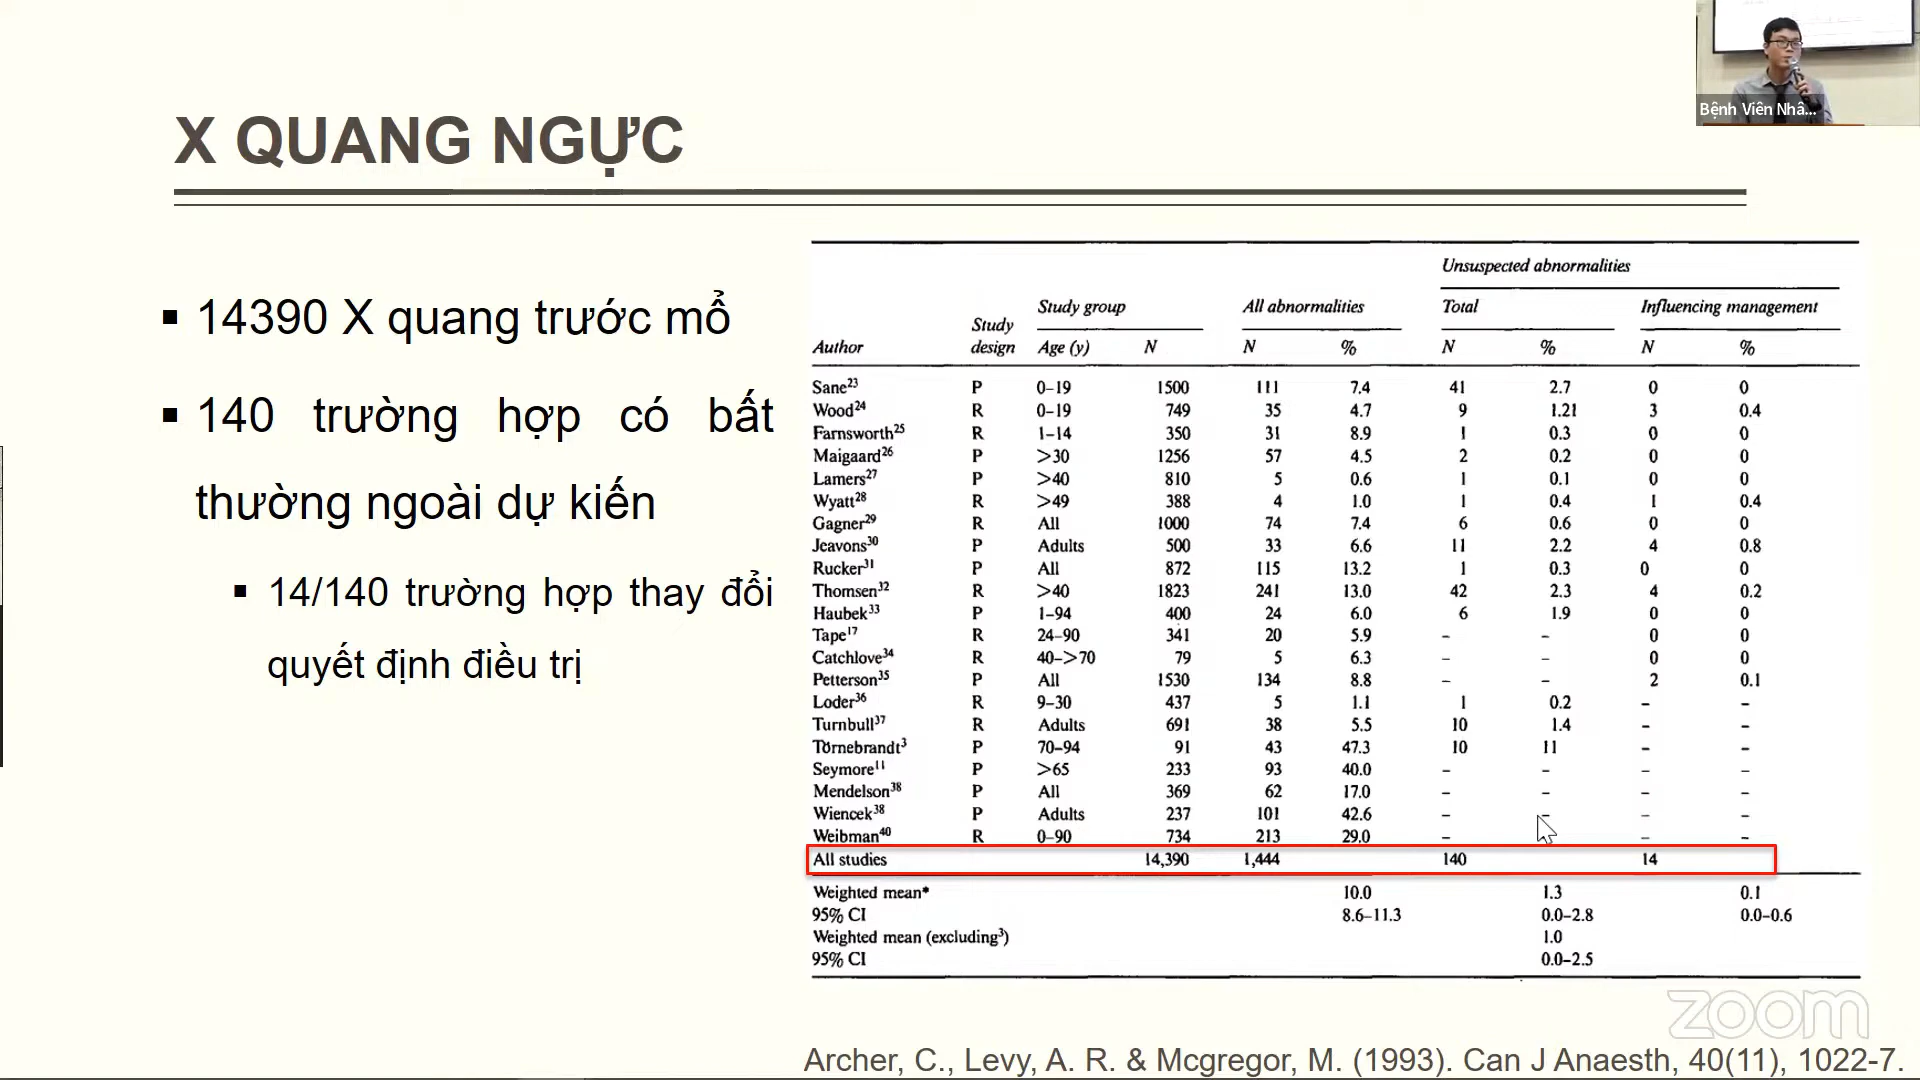 Bệnh Viên Nhâ...
X QUANG NGỰC
▪ 14390 X quang trước mổ
▪ 140 trường hợp có bất
thường ngoài dự kiến
▪ 14/140 trường hợp thay đổi
quyết định điều trị
Unsuspected abnormalities
Study group All abnormalities Total Influencing management
Study
Author design Age (y) N N % N % N %
Sane23 P 0–19 1500 111 7.4 41 2.7 0 0
Wood24 R 0–19 749 35 4.7 9 1.21 3 0.4
Farnsworth25 R 1–14 350 31 8.9 1 0.3 0 0
Maigaard26 P >30 1256 57 4.5 2 0.2 0 0
Lamers27 P >40 810 5 0.6 1 0.1 0 0
Wyatt28 R >49 388 4 1.0 1 0.4 1 0.4
Gagner29 R All 1000 74 7.4 6 0.6 0 0
Jeavons30 P Adults 500 33 6.6 11 2.2 4 0.8
Rucker31 P All 872 115 13.2 1 0.3 0 0
Thomsen32 R >40 1823 241 13.0 42 2.3 4 0.2
Haubek33 P 1–94 400 24 6.0 6 1.9 0 0
Tape17 R 24–90 341 20 5.9 – – 0 0
Catchlove34 R 40–>70 79 5 6.3 – – 0 0
Petterson35 P All 1530 134 8.8 – – 2 0.1
Loder36 R 9–30 437 5 1.1 1 0.2 – –
Turnbull37 R Adults 691 38 5.5 10 1.4 – –
Törnebrandt3 P 70–94 91 43 47.3 10 11 – –
Seymore11 P >65 233 93 40.0 – – – –
Mendelson38 P All 369 62 17.0 – – – –
Wiencek38 P Adults 237 101 42.6 – – – –
Weibman40 R 0–90 734 213 29.0 – – –
All studies 14,390 1,444 140 14
Weighted mean* 10.0 1.3 0.1
95% CI 8.6–11.3 0.0–2.8 0.0–0.6
Weighted mean (excluding3) 1.0
95% CI 0.0–2.5
zoom
Archer, C., Levy, A. R. & Mcgregor, M. (1993). Can J Anaesth, 40(11), 1022-7.